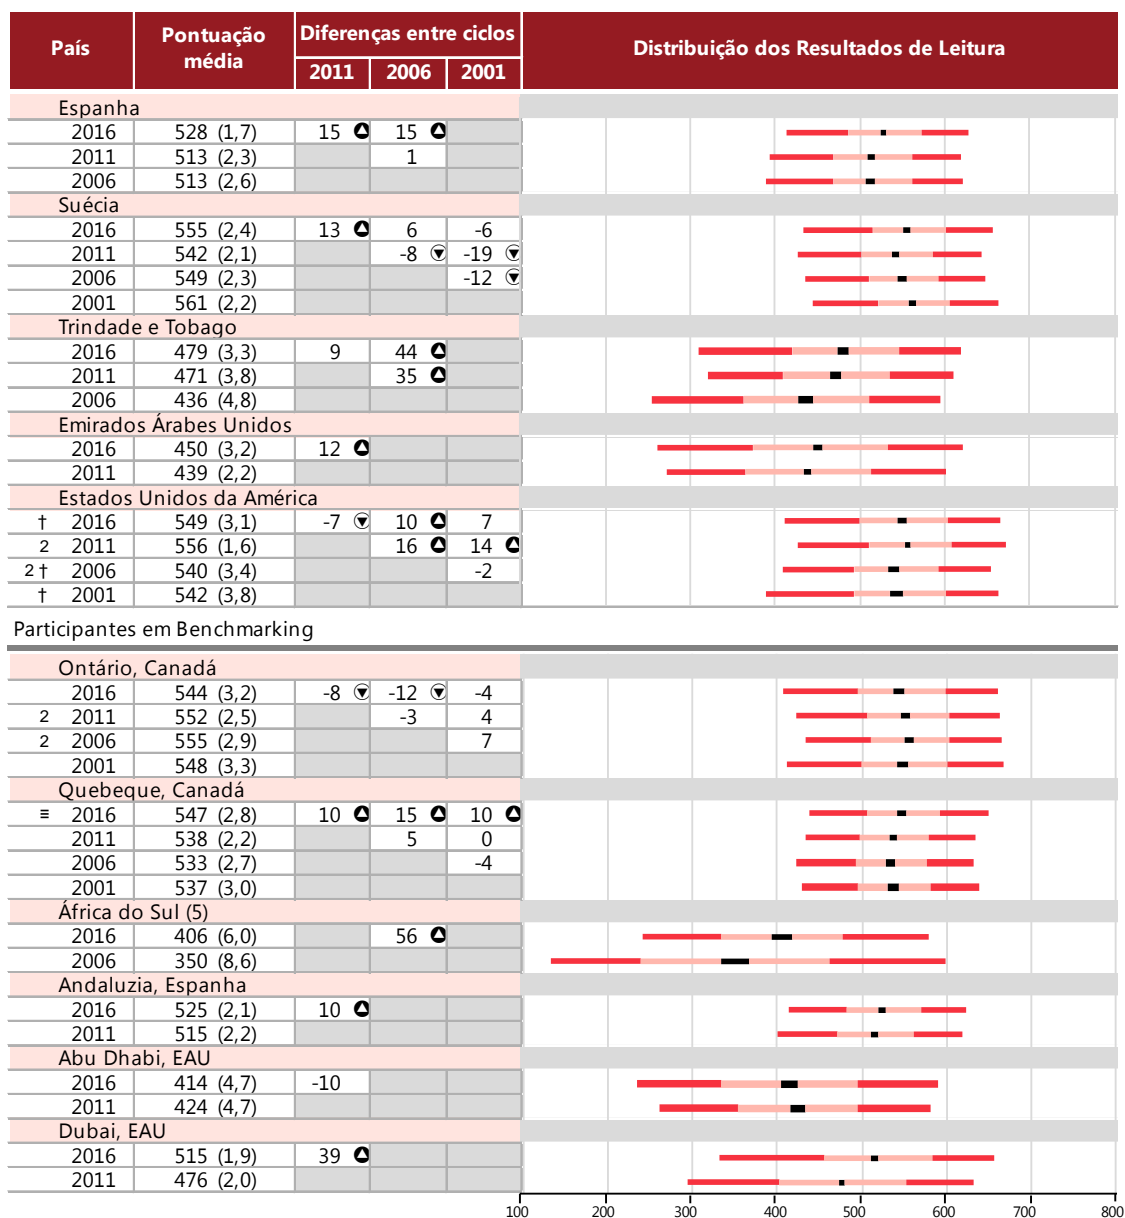 País Pontuação média Diferenças entre ciclos Distribuição dos Resultados de Leitura
2011 2006 2001
Espanha
2016 528 (1,7) 15 15
2011 513 (2,3) 1
2006 513 (2,6)
Suécia
2016 555 (2,4) 13 6 -6
2011 542 (2,1) -8 -19
2006 549 (2,3) -12
2001 561 (2,2)
Trindade e Tobago
2016 479 (3,3) 9 44
2011 471 (3,8) 35
2006 436 (4,8)
Emirados Árabes Unidos
2016 450 (3,2) 12
2011 439 (2,2)
Estados Unidos da América
† 2016 549 (3,1) -7 10 7
2 2011 556 (1,6) 16 14
2 † 2006 540 (3,4) -2
† 2001 542 (3,8)
Participantes em Benchmarking
Ontário, Canadá
2016 544 (3,2) -8 -12 -4
2 2011 552 (2,5) -3 4
2 2006 555 (2,9) 7
2001 548 (3,3)
Quebeque, Canadá
≡ 2016 547 (2,8) 10 15 10
2011 538 (2,2) 5 0
2006 533 (2,7) -4
2001 537 (3,0)
África do Sul (5)
2016 406 (6,0) 56
2006 350 (8,6)
Andaluzia, Espanha
2016 525 (2,1) 10
2011 515 (2,2)
Abu Dhabi, EAU
2016 414 (4,7) -10
2011 424 (4,7)
Dubai, EAU
2016 515 (1,9) 39
2011 476 (2,0)
100 200 300 400 500 600 700 800